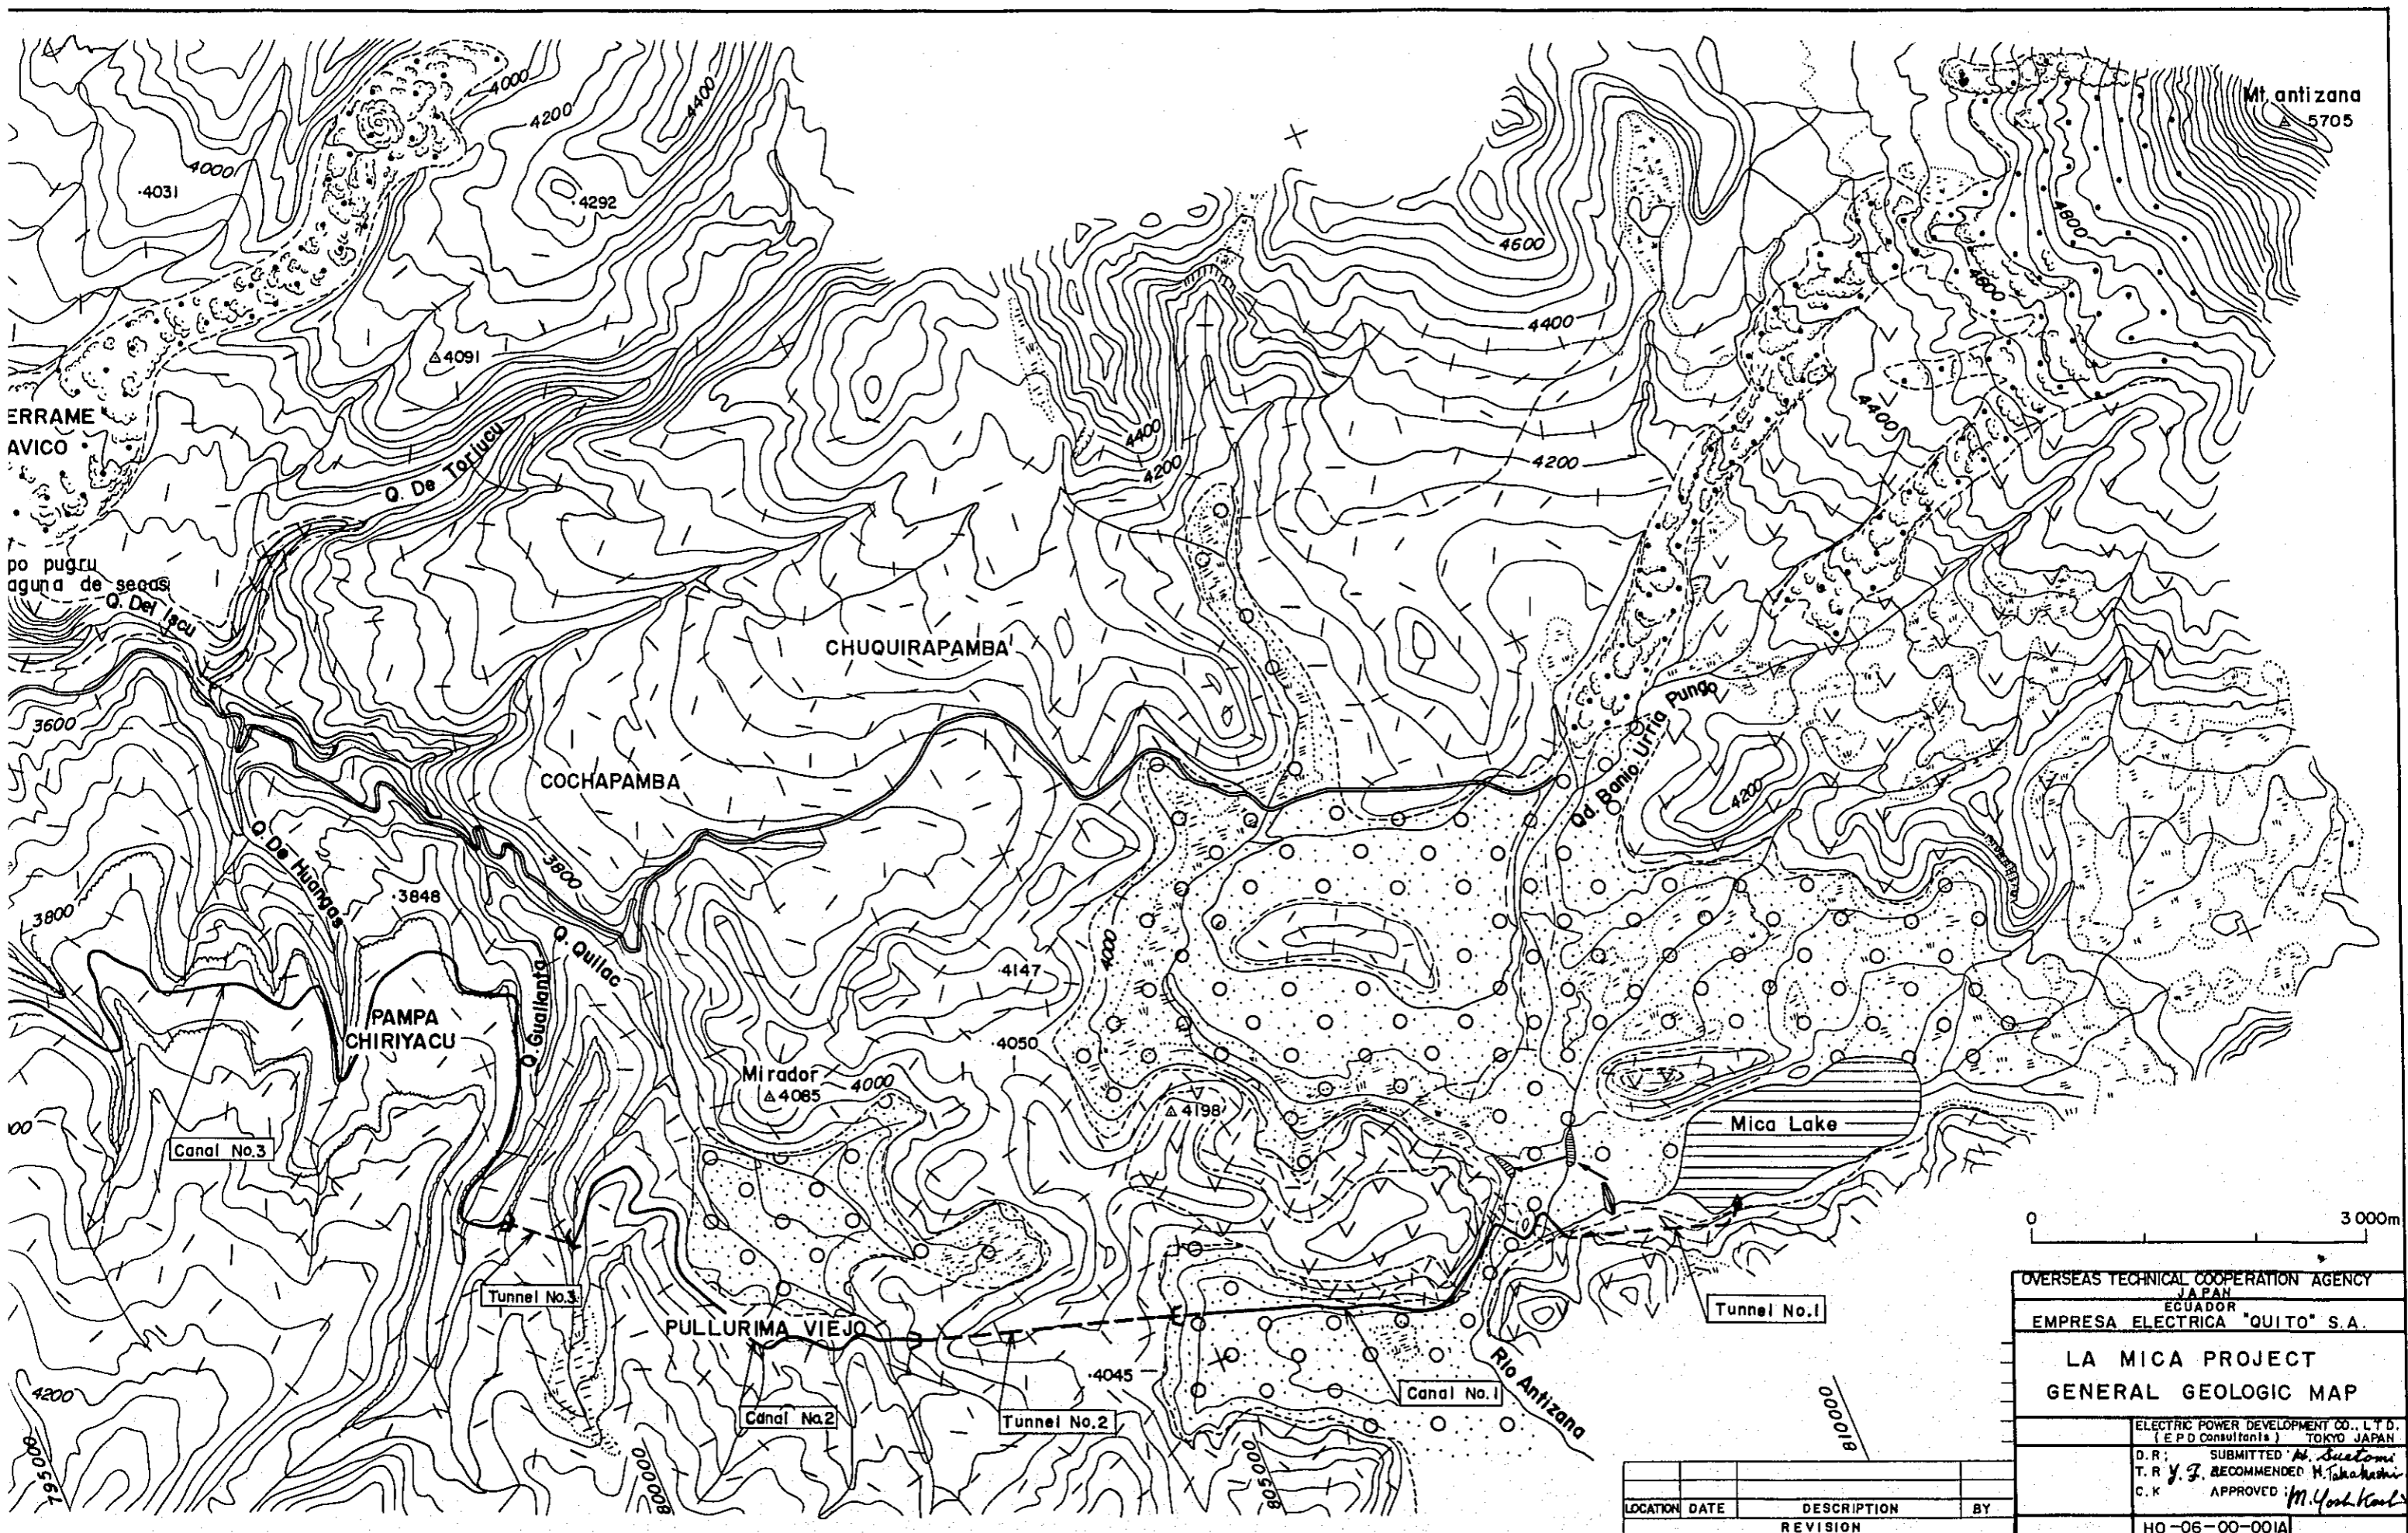 4000
4200
4400
Mt. antizana
5705
4031
4000
4292
4800
4600
4600
4400
4091
4400
4400
4200
4200
ERRAME
AVICO
Q. De Toriucu
po pugru
aguna de secas
Q. Del Iscu
CHUQUIRAPAMBA
3600
COCHAPAMBA
Qd. Banio Urria Pungo
4200
3800
Q. De Huangas
3848
3800
Q. Quilac
4000
4147
PAMPA
CHIRIYACU
Q. Guallanta
4050
Mirador
4085
4000
4198
Mica Lake
00
Canal No.3
Tunnel No.3
PULLURIMA VIEJO
Tunnel No.1
0 3000m
4045
Canal No.1
Rio Antizana
4200
Canal No.2
Tunnel No.2
795000
800000
805000
810000
OVERSEAS TECHNICAL COOPERATION AGENCY
JAPAN
ECUADOR
EMPRESA ELECTRICA "QUITO" S.A.
LA MICA PROJECT
GENERAL GEOLOGIC MAP
ELECTRIC POWER DEVELOPMENT CO., LTD.
(E P D Consultants) TOKYO JAPAN
D. R; SUBMITTED; H. Suetomi
T. R Y. F. RECOMMENDED H. Takahashi
C. K APPROVED;
LOCATION DATE DESCRIPTION BY
REVISION
HO-06-00-001A